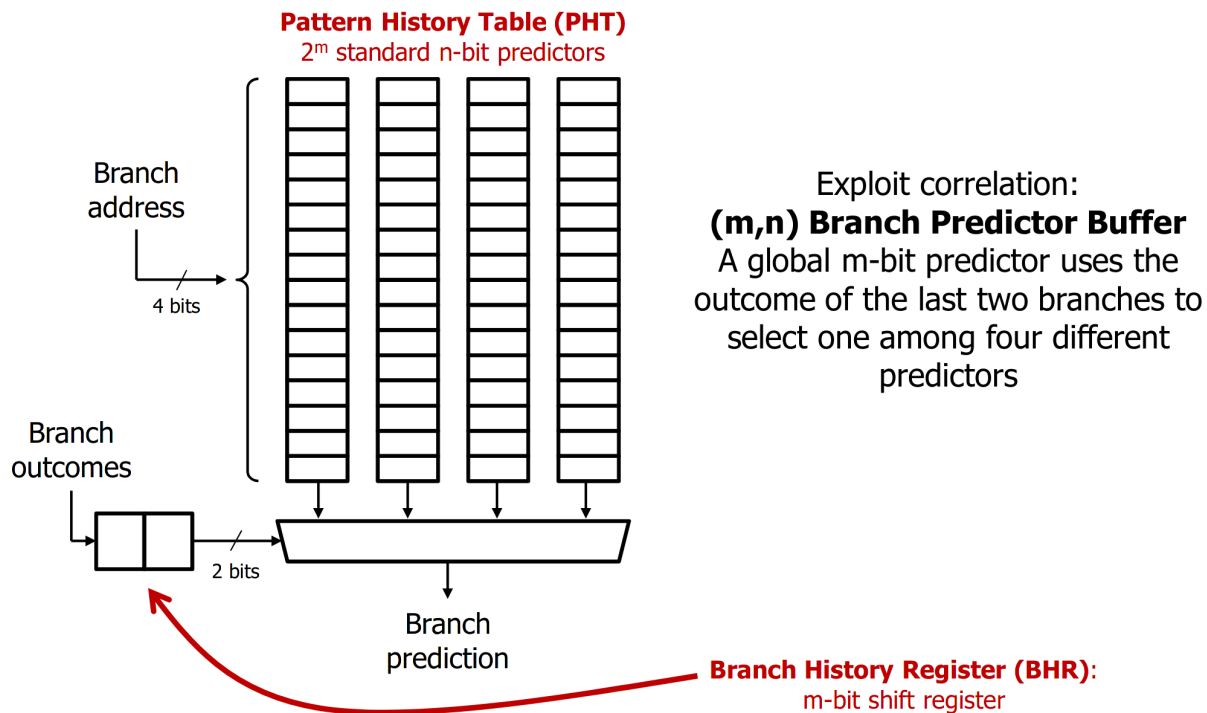 Pattern History Table (PHT)
2ᵐ standard n-bit predictors
Branch
address
4 bits
Exploit correlation:
(m,n) Branch Predictor Buffer
A global m-bit predictor uses the
outcome of the last two branches to
select one among four different
predictors
Branch
outcomes
2 bits
Branch
prediction
Branch History Register (BHR):
m-bit shift register